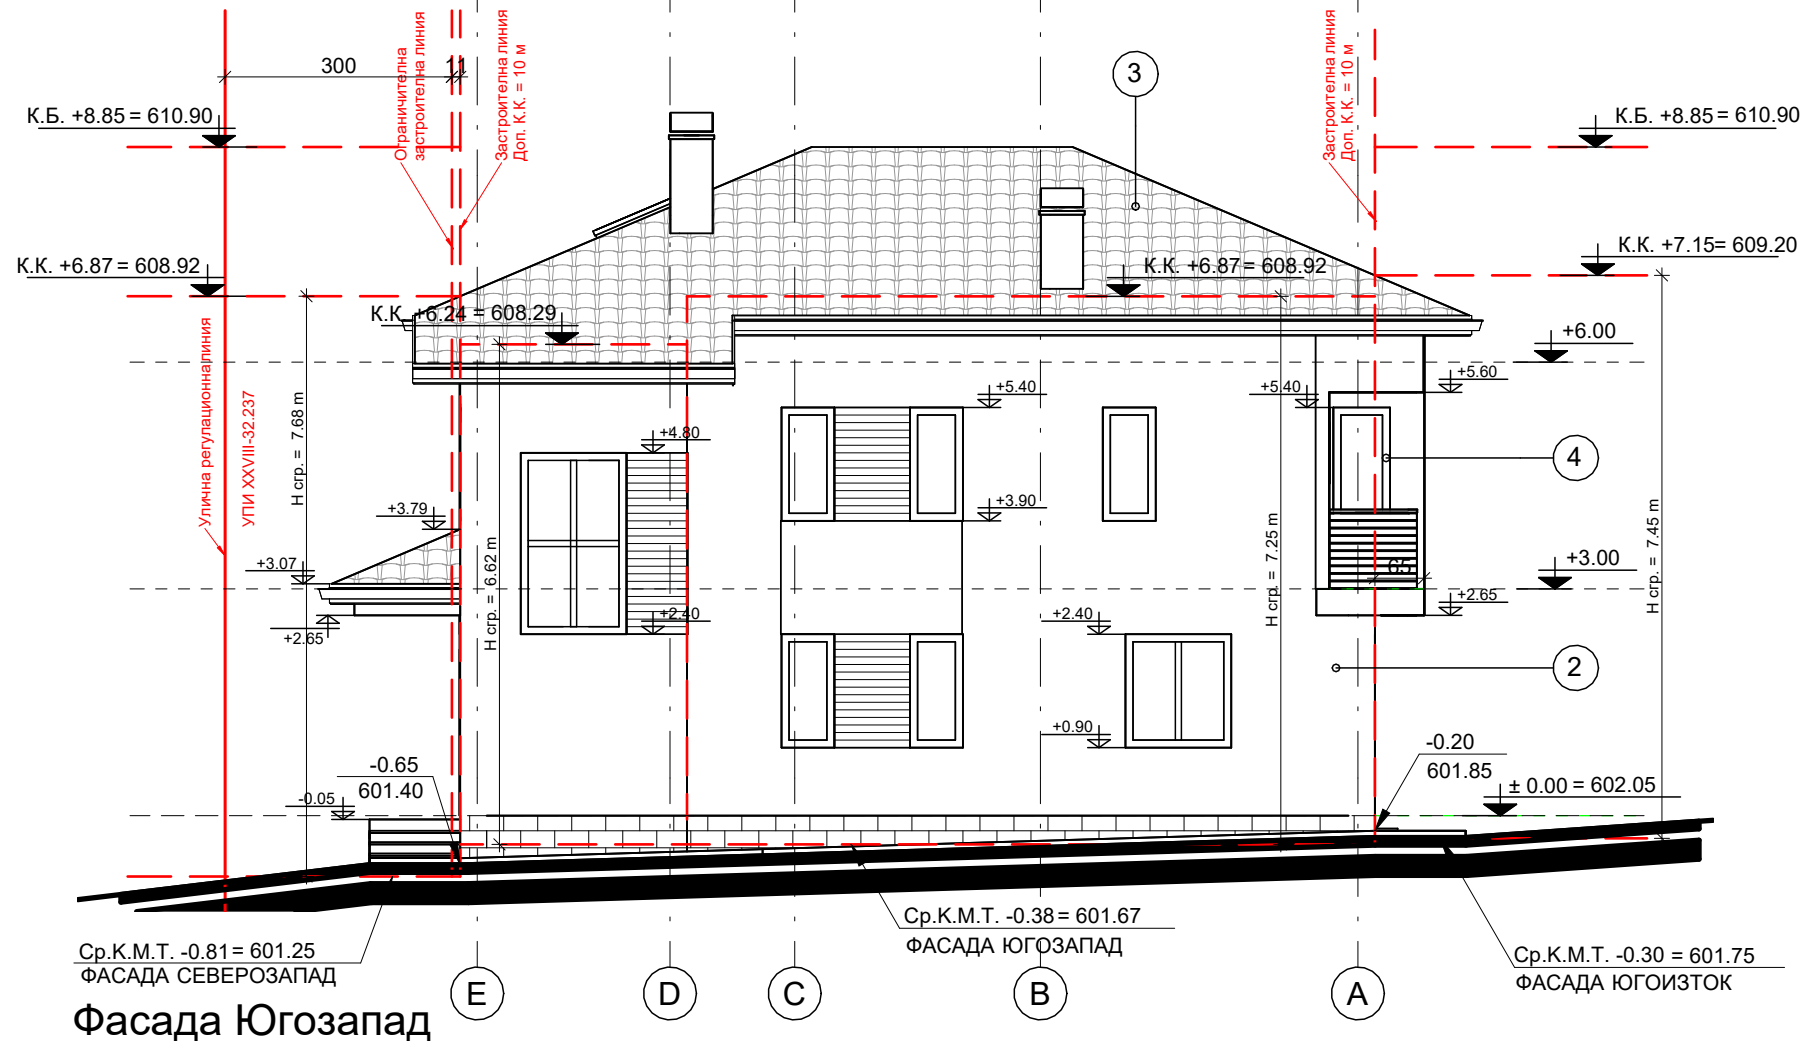 300
11
Ограничителна
застроителна линия
Застроителна линия
Доп. К.К. = 10 м
Застроителна линия
Доп. К.К. = 10 м
3
К.Б. +8.85 = 610.90
К.Б. +8.85 = 610.90
К.К. +6.87 = 608.92
К.К. +6.87 = 608.92
К.К. +7.15= 609.20
К.К. +6.24 = 608.29
+6.00
+5.60
+5.40
+5.40
+4.80
4
+3.90
+3.79
+3.07
+3.00
65
+2.65
+2.65
+2.40
+2.40
2
+0.90
Улична регулационна линия
УПИ XXVIII-32.237
Н сгр. = 7.68 m
Н сгр. = 6.62 m
Н сгр. = 7.25 m
Н сгр. = 7.45 m
-0.65
601.40
-0.05
-0.20
601.85
± 0.00 = 602.05
Ср.К.М.Т. -0.81 = 601.25
ФАСАДА СЕВЕРОЗАПАД
Ср.К.М.Т. -0.38 = 601.67
ФАСАДА ЮГОЗАПАД
Ср.К.М.Т. -0.30 = 601.75
ФАСАДА ЮГОИЗТОК
E
D
C
B
A
Фасада Югозапад